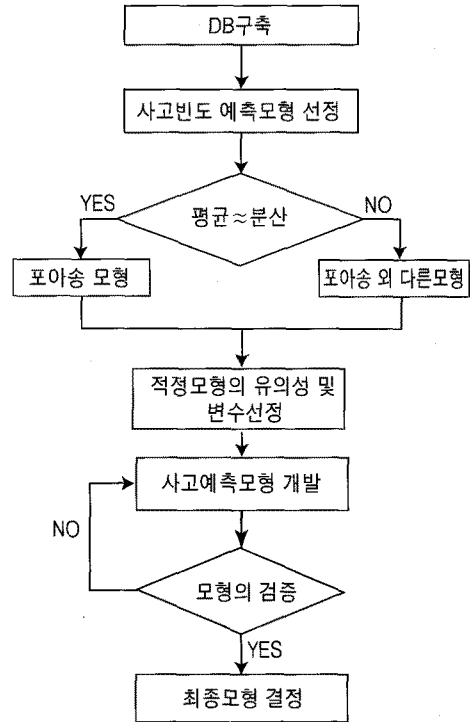 DB구축
사고빈도 예측모형 선정
YES
평균≈분산
NO
포아송 모형
포아송 외 다른모형
적정모형의 유의성 및
변수선정
사고예측모형 개발
NO
모형의 검증
YES
최종모형 결정